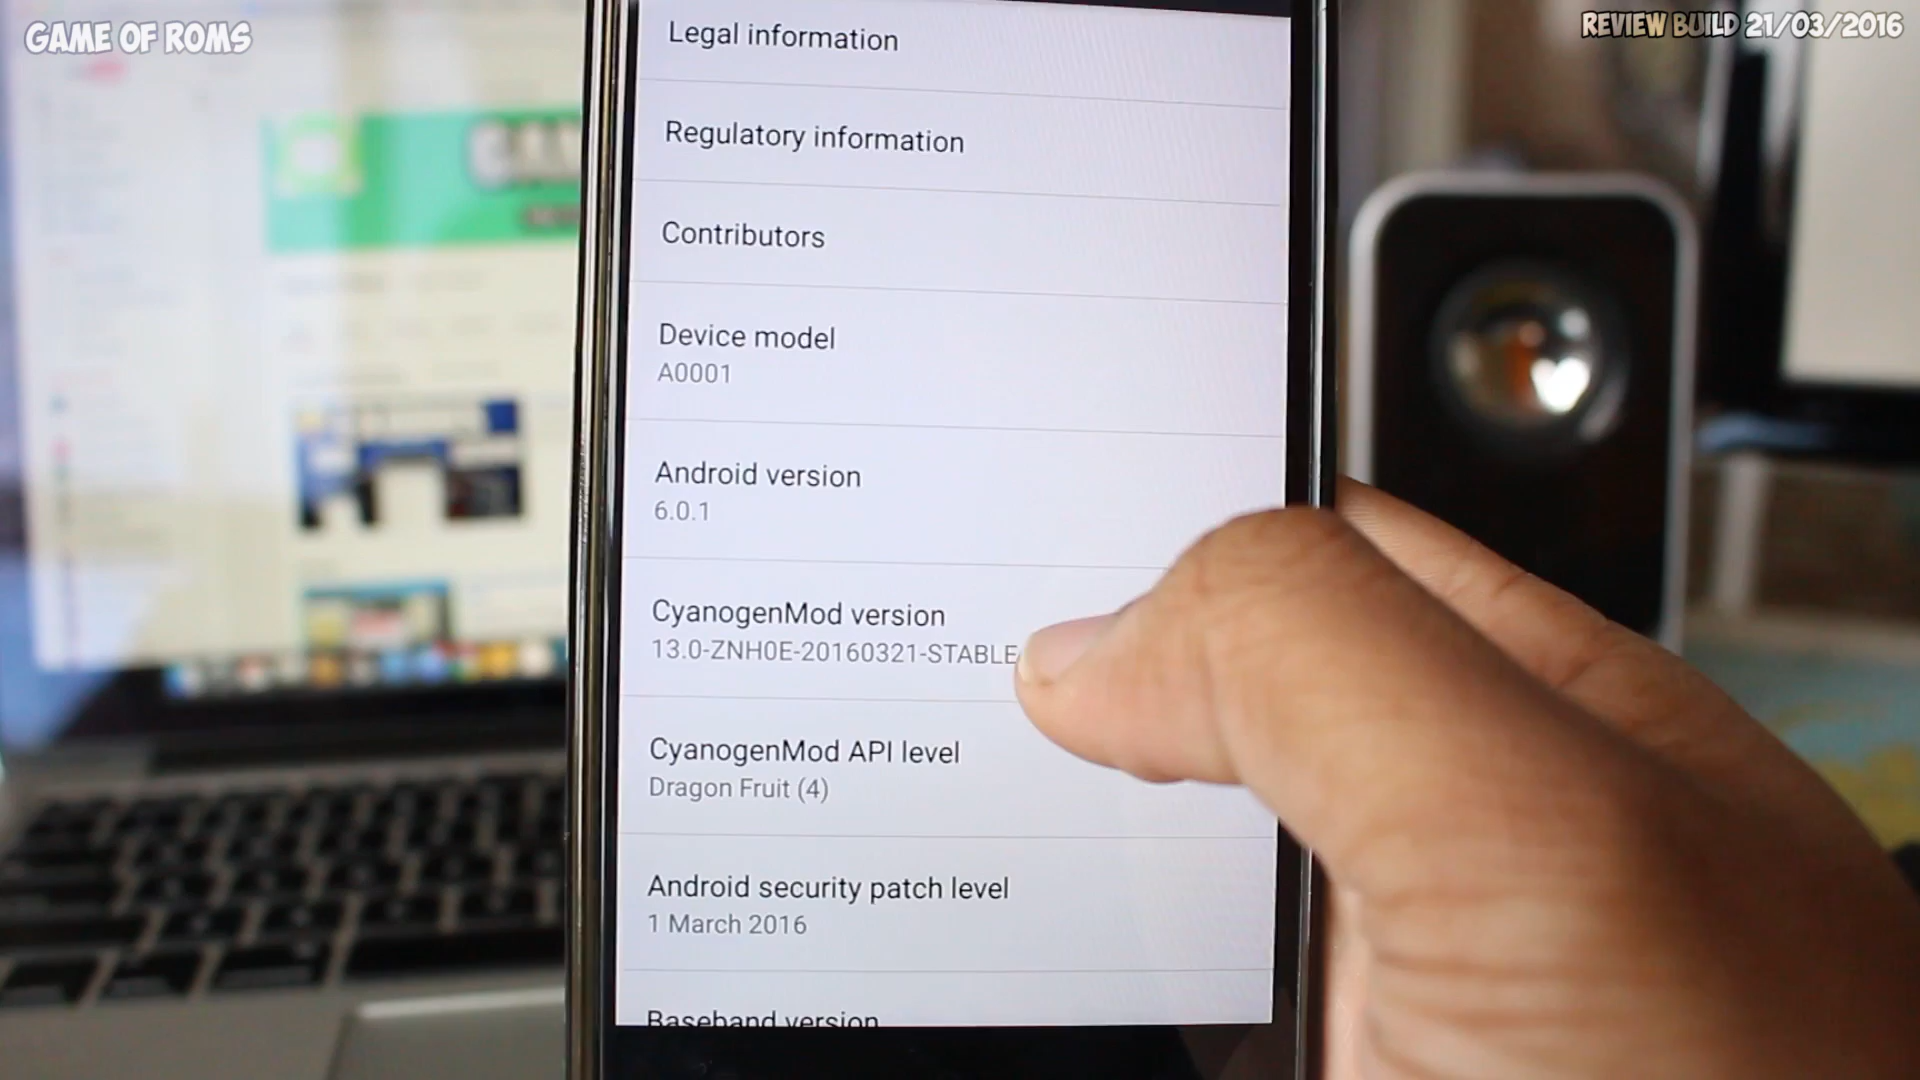 GAME OF ROMS
REVIEW BUILD 21/03/2016
Legal information
Regulatory information
Contributors
Device model
A0001
Android version
6.0.1
CyanogenMod version
13.0-ZNH0E-20160321-STABLE
CyanogenMod API level
Dragon Fruit (4)
Android security patch level
1 March 2016
Baseband version